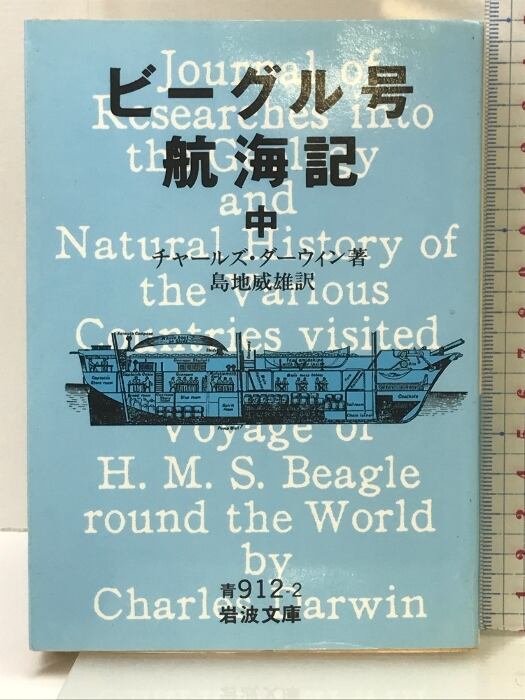 Journal of
ビーグル号
Researches into
the Geology
航海記
and
中
Natural History of
チャールズ・ダーウィン著
the Various
島地威雄訳
Countries visited
Voyage of
H. M. S. Beagle
round the World
by
青912-2
Charles Darwin
岩波文庫